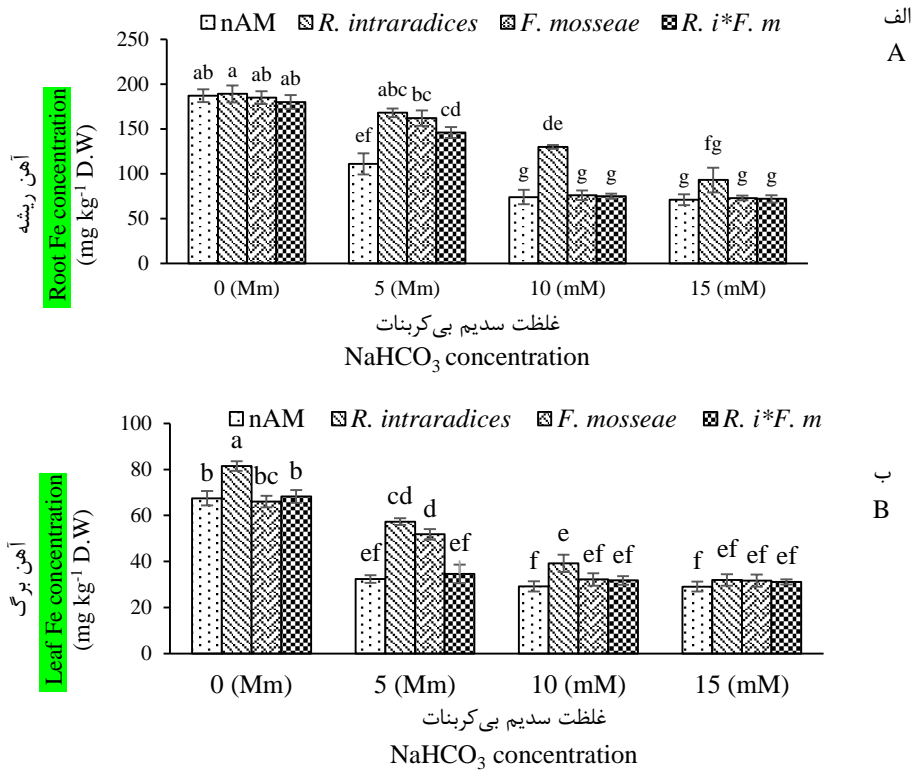 الف
A
nAM R. intraradices F. mosseae R. i*F. m
250
200
150
100
50
0
آهن ریشه
Root Fe concentration
(mg kg-1 D.W)
ab a ab ab
ef abc bc cd
g de g g
g fg g g
0 (Mm) 5 (Mm) 10 (mM) 15 (mM)
غلظت سدیم بی‌کربنات
NaHCO3 concentration
ب
B
nAM R. intraradices F. mosseae R. i*F. m
100
80
60
40
20
0
آهن برگ
Leaf Fe concentration
(mg kg-1 D.W)
b a bc b
ef cd d ef
f e ef ef
f ef ef ef
0 (Mm) 5 (Mm) 10 (mM) 15 (mM)
غلظت سدیم بی‌کربنات
NaHCO3 concentration